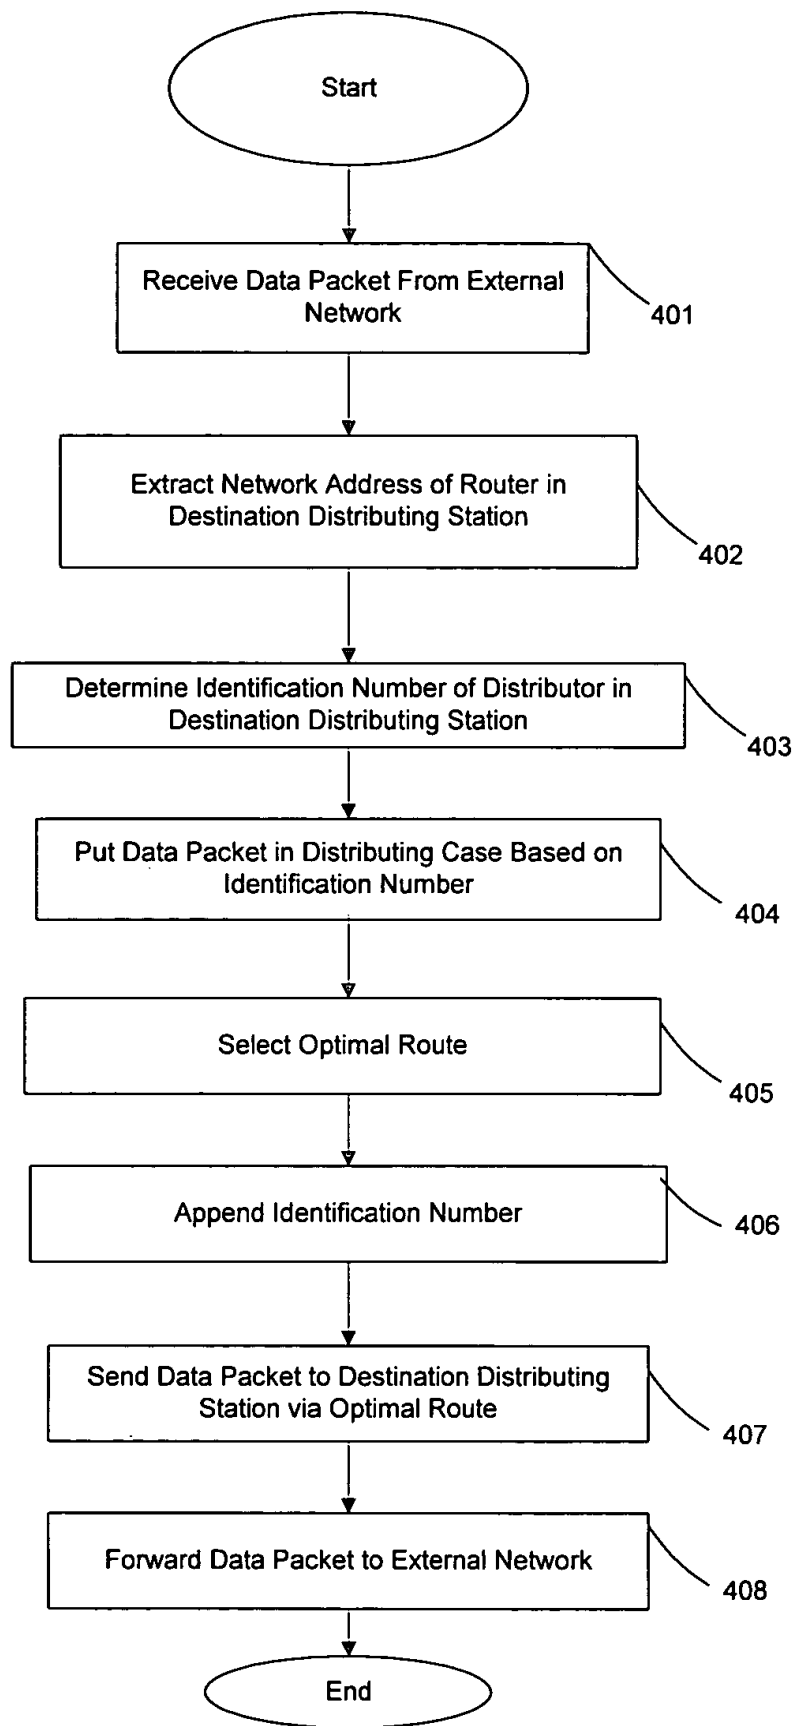 Start
Receive Data Packet From External
Network
401
Extract Network Address of Router in
Destination Distributing Station
402
Determine Identification Number of Distributor in
Destination Distributing Station
403
Put Data Packet in Distributing Case Based on
Identification Number
404
Select Optimal Route
405
Append Identification Number
406
Send Data Packet to Destination Distributing
Station via Optimal Route
407
Forward Data Packet to External Network
408
End